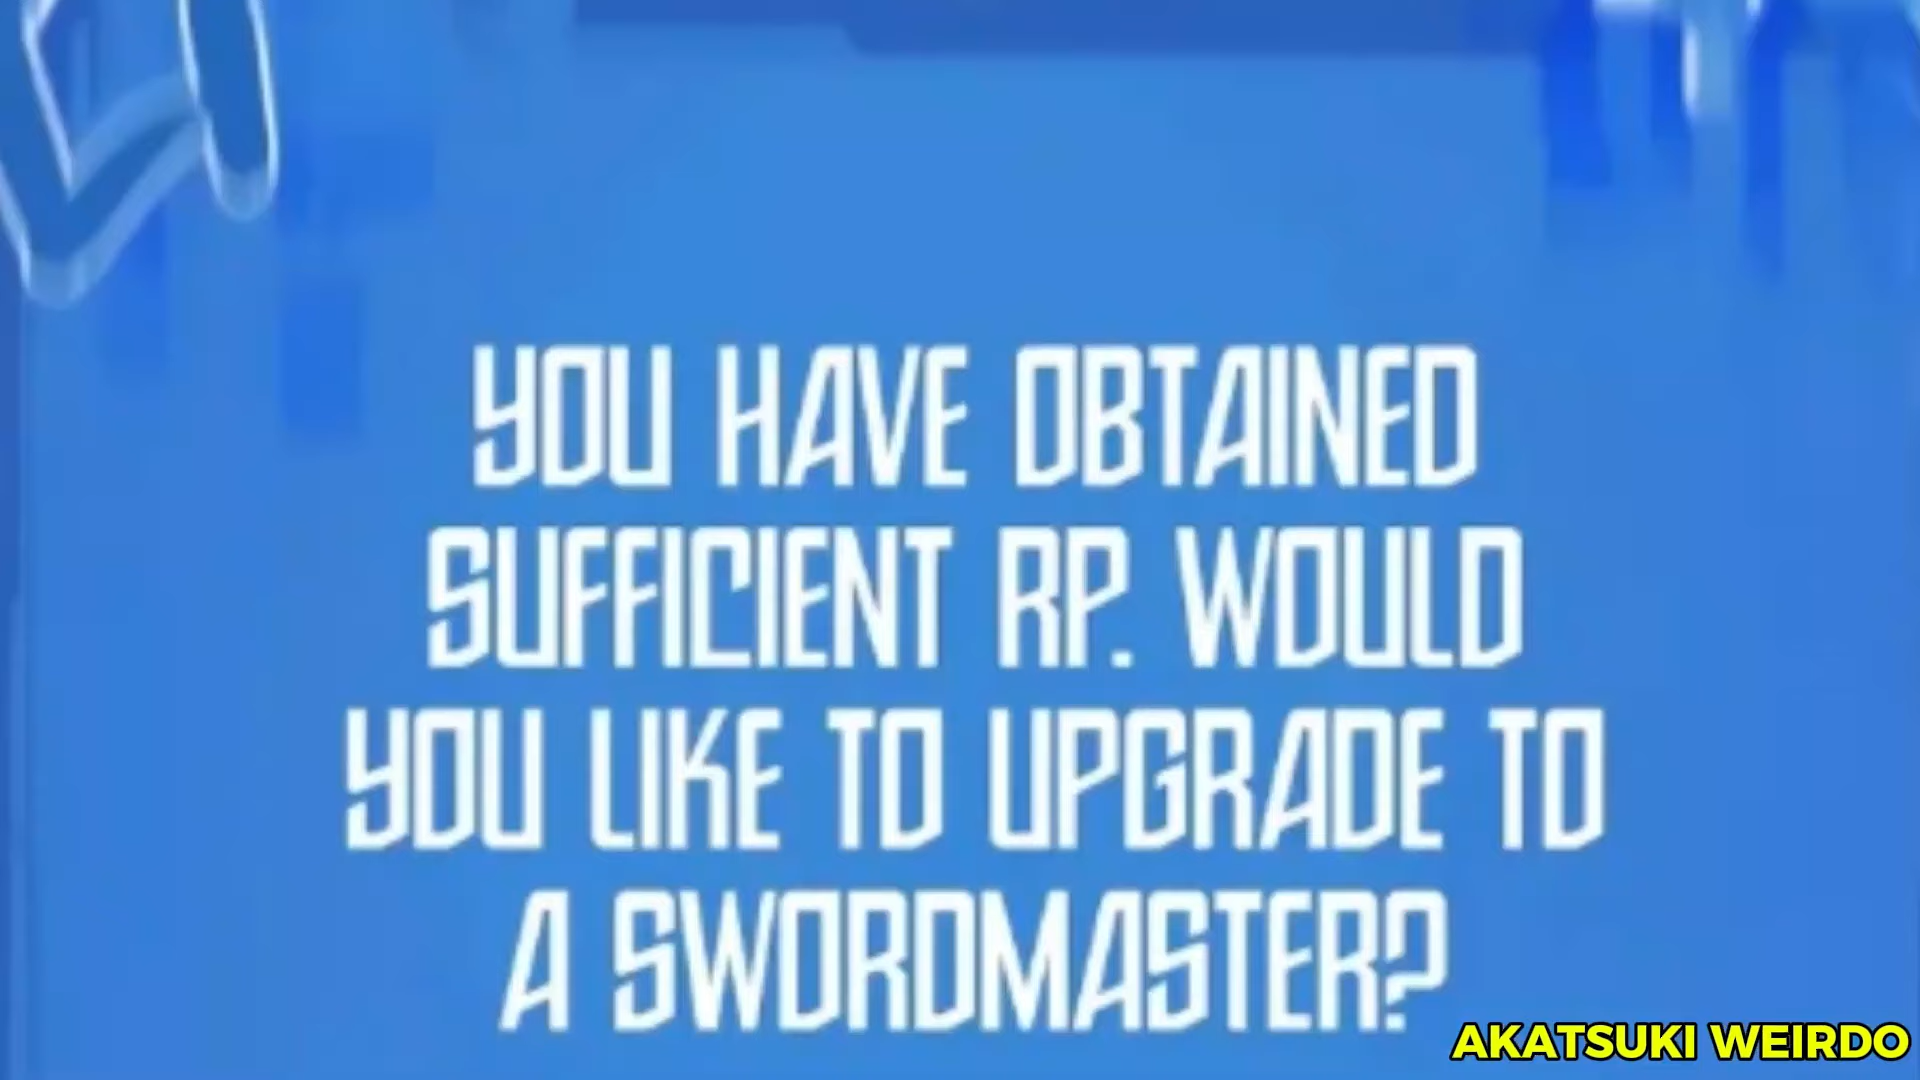 YOU HAVE OBTAINED
SUFFICIENT RP. WOULD
YOU LIKE TO UPGRADE TO
A SWORDMASTER?
AKATSUKI WEIRDO